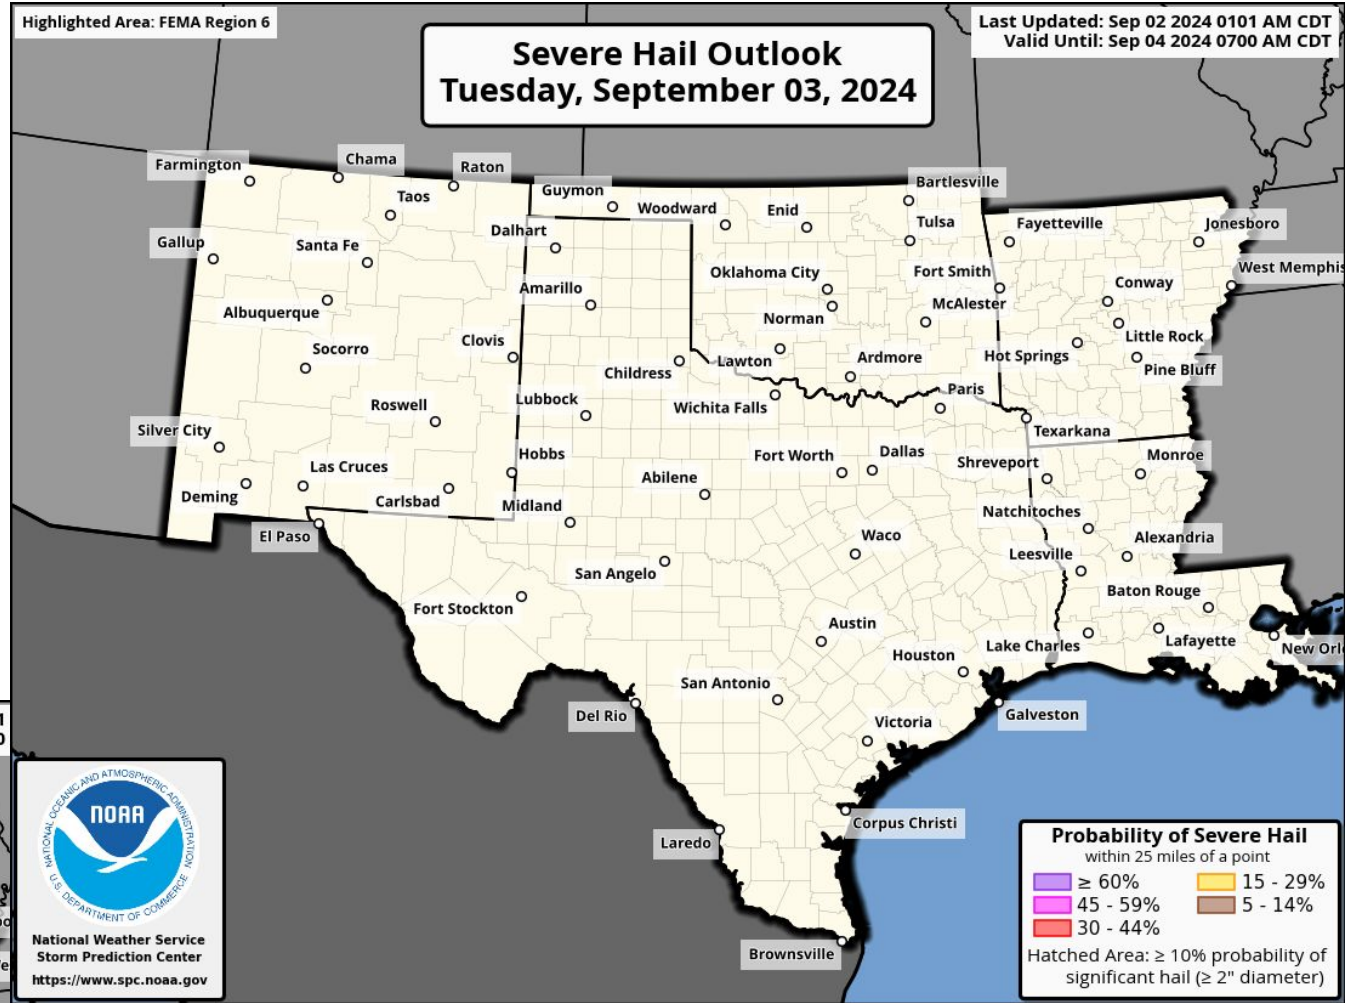 Highlighted Area: FEMA Region 6
Last Updated: Sep 02 2024 0101 AM CDT
Valid Until: Sep 04 2024 0700 AM CDT
Severe Hail Outlook
Tuesday, September 03, 2024
Farmington
Chama
Raton
Taos
Guymon
Woodward
Enid
Bartlesville
Gallup
Santa Fe
Dalhart
Tulsa
Fayetteville
Jonesboro
Albuquerque
Amarillo
Oklahoma City
Fort Smith
Conway
West Memphis
Norman
McAlester
Little Rock
Socorro
Clovis
Childress
Lawton
Ardmore
Hot Springs
Pine Bluff
Roswell
Lubbock
Wichita Falls
Paris
Texarkana
Silver City
Las Cruces
Hobbs
Abilene
Fort Worth
Dallas
Shreveport
Monroe
Deming
Carlsbad
Midland
Natchitoches
El Paso
San Angelo
Waco
Leesville
Alexandria
Fort Stockton
Austin
Baton Rouge
Houston
Lake Charles
Lafayette
New Orl
San Antonio
Del Rio
Victoria
Galveston
Laredo
Corpus Christi
Brownsville
NATIONAL OCEANIC AND ATMOSPHERIC ADMINISTRATION
NOAA
U.S. DEPARTMENT OF COMMERCE
National Weather Service
Storm Prediction Center
https://www.spc.noaa.gov
Probability of Severe Hail
within 25 miles of a point
≥ 60% 15 - 29%
45 - 59% 5 - 14%
30 - 44%
Hatched Area: ≥ 10% probability of
significant hail (≥ 2" diameter)